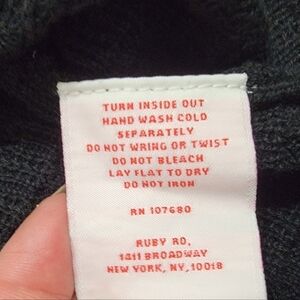 TURN INSIDE OUT
HAND WASH COLD
SEPARATELY
DO NOT WRING OR TWIST
DO NOT BLEACH
LAY FLAT TO DRY
DO NOT IRON
RN 107680
RUBY RD.
1411 BROADWAY
NEW YORK, NY, 10018